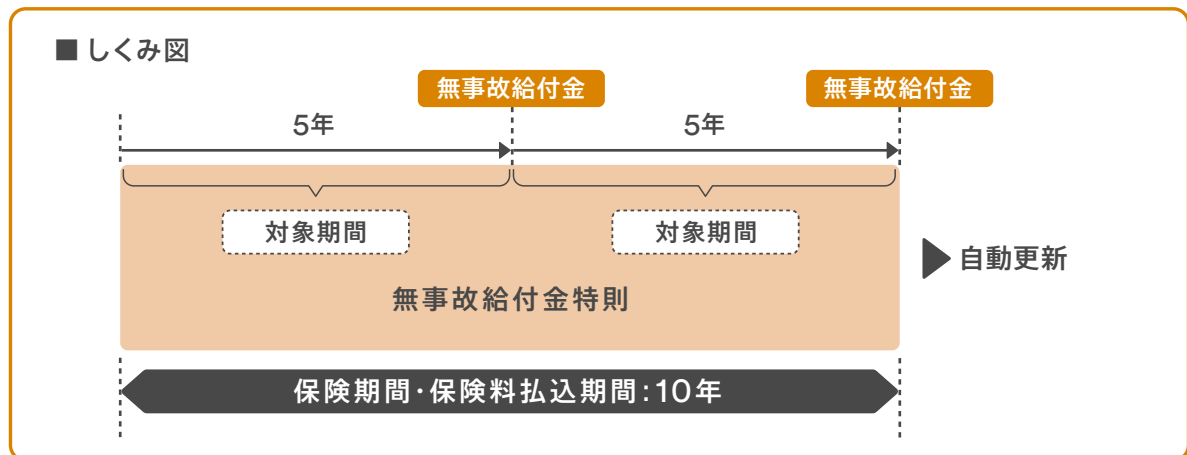 ■しくみ図
無事故給付金 無事故給付金
5年 5年
対象期間 対象期間
自動更新
無事故給付金特則
保険期間・保険料払込期間:10年